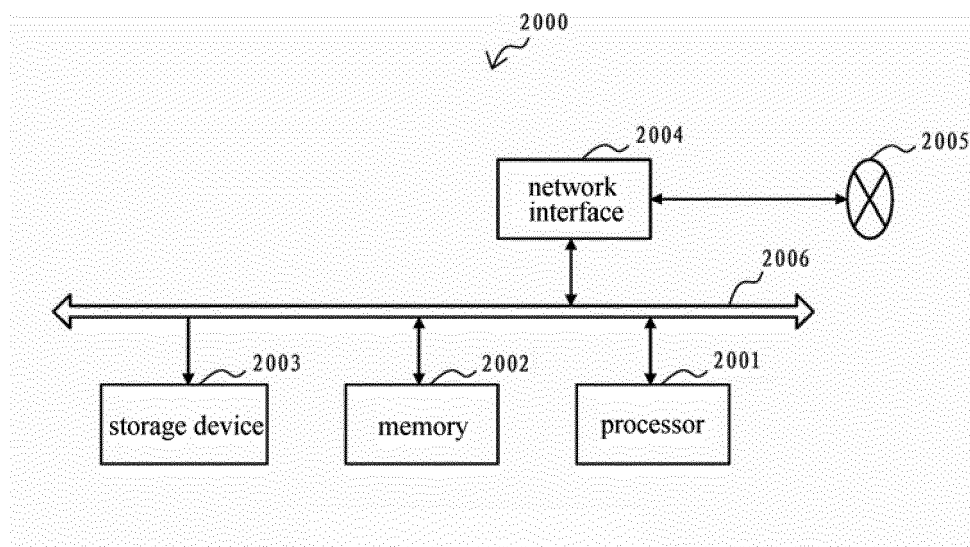 2000
2004
2005
network
interface
2006
2003
2002
2001
storage device
memory
processor